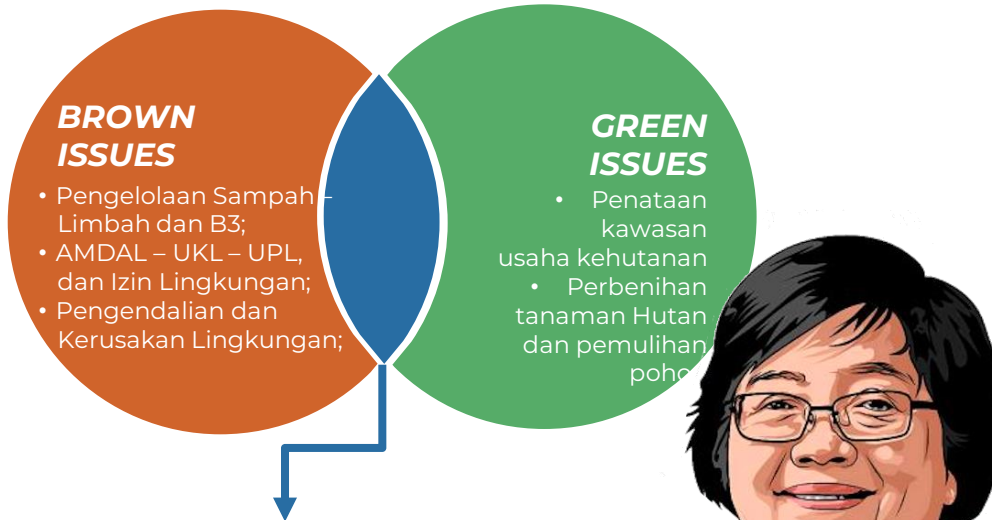 BROWN
ISSUES
• Pengelolaan Sampah –
Limbah dan B3;
• AMDAL – UKL – UPL,
dan Izin Lingkungan;
• Pengendalian dan
Kerusakan Lingkungan;
GREEN
ISSUES
• Penataan
kawasan
usaha kehutanan
• Perbenihan
tanaman Hutan
dan pemulihan